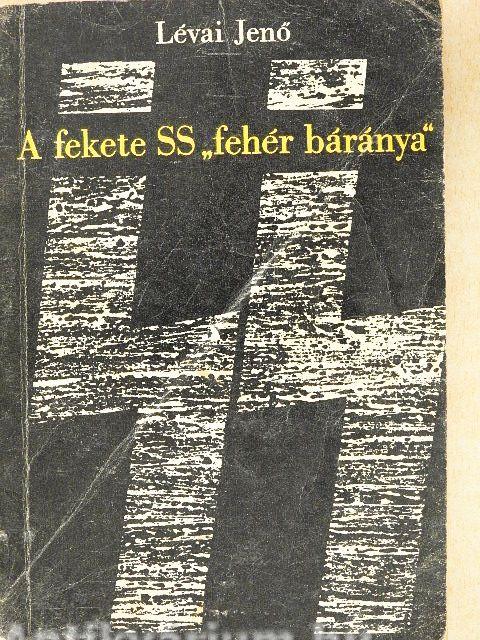 Lévai Jenő
A fekete SS „fehér báránya“